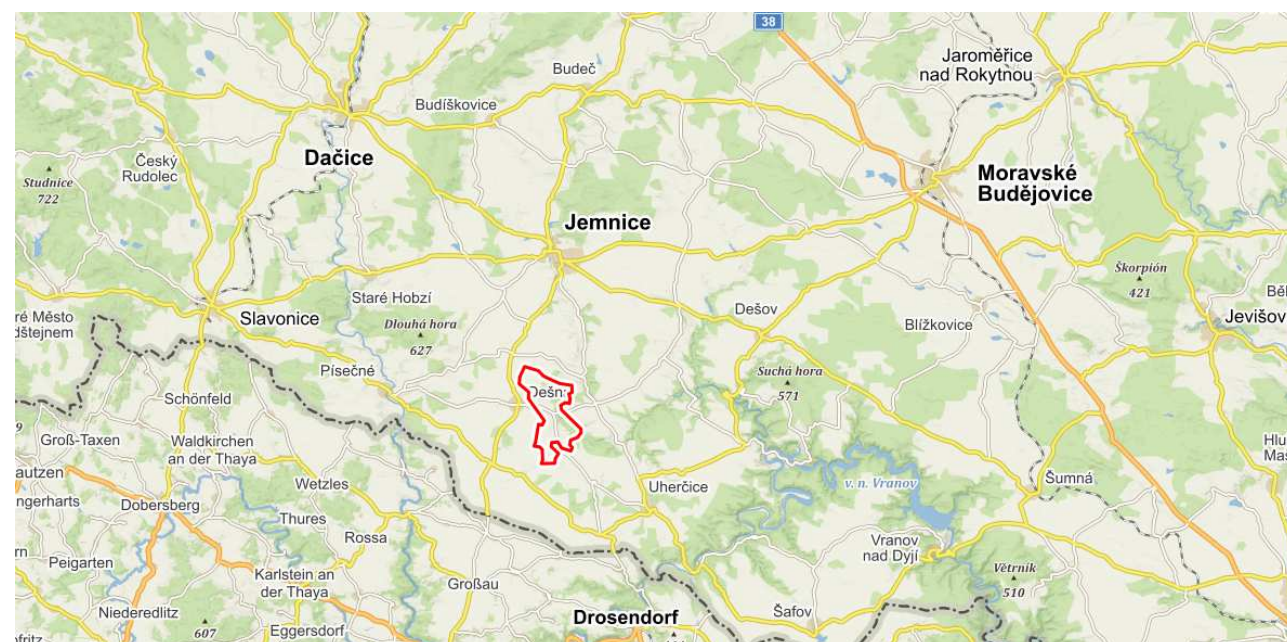 38
Jaroměřice
nad Rokytnou
Budeč
Budíškovice
Dačice
Český
Rudolec
Studnice
722
Moravské
Budějovice
Jemnice
Škorpión
421
Staré Hobzí
Dešov
Blížkovice
Slavonice
Dlouhá hora
627
Jevišov
Písečné
Suchá hora
571
Dešn
Schönfeld
Groß-Taxen
Waldkirchen
an der Thaya
Wetzles
Dobersberg
Uherčice
v. n. Vranov
Šumná
Thures
Rossa
Vranov
nad Dyjí
Peigarten
Karlstein an
der Thaya
Großau
Větrník
510
Niederedlitz
607
Eggersdorf
Drosendorf
Šafov